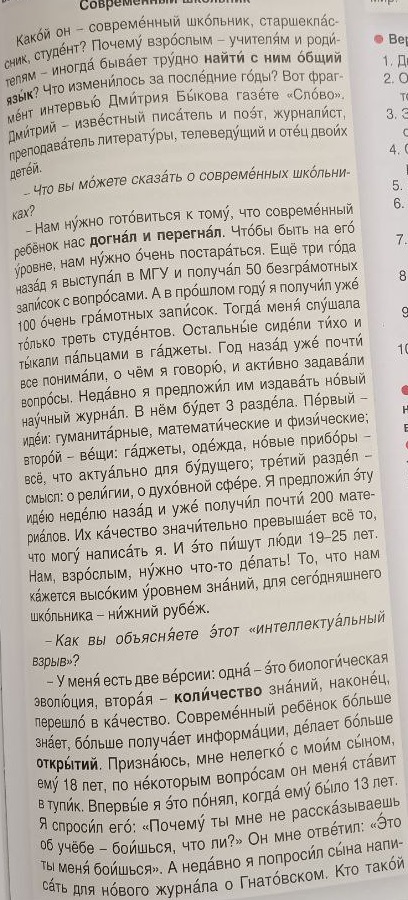 Современный школьник
Како́й он – совреме́нный шко́льник, старшекла́с-
сник, студе́нт? Почему́ взро́слым – учителя́м и роди́-
телям – иногда́ быва́ет тру́дно найти́ с ним о́бщий
язы́к? Что измени́лось за после́дние го́ды? Вот фраг-
ме́нт интервью́ Дми́трия Бы́кова газе́те «Сло́во».
Дми́трий – изве́стный писа́тель и поэ́т, журнали́ст,
преподава́тель литерату́ры, телеведу́щий и оте́ц двои́х
дете́й.
– Что вы мо́жете сказа́ть о совреме́нных шко́льни-
ках?
– Нам ну́жно гото́виться к тому́, что совреме́нный
ребёнок нас догна́л и перегна́л. Что́бы быть на его́
у́ровне, нам ну́жно о́чень постара́ться. Ещё три го́да
наза́д я выступа́л в МГУ и получа́л 50 безгра́мотных
запи́сок с вопро́сами. А в про́шлом году́ я получи́л уже́
100 о́чень гра́мотных запи́сок. Тогда́ меня́ слу́шала
то́лько треть студе́нтов. Остальны́е сиде́ли ти́хо и
ты́кали па́льцами в га́джеты. Год наза́д уже́ почти́
все понима́ли, о чём я говорю́, и акти́вно задава́ли
вопро́сы. Неда́вно я предложи́л им издава́ть но́вый
нау́чный журна́л. В нём бу́дет 3 разде́ла. Пе́рвый –
иде́и: гуманита́рные, математи́ческие и физи́ческие;
второ́й – ве́щи: га́джеты, оде́жда, но́вые прибо́ры –
всё, что актуа́льно для бу́дущего; тре́тий разде́л –
смысл: о рели́гии, о духо́вной сфе́ре. Я предложи́л э́ту
иде́ю неде́лю наза́д и уже́ получи́л почти́ 200 мате-
риа́лов. Их ка́чество значи́тельно превыша́ет всё то,
что могу́ написа́ть я. И э́то пи́шут лю́ди 19–25 лет.
Нам, взро́слым, ну́жно что-то де́лать! То, что нам
ка́жется высо́ким у́ровнем зна́ний, для сего́дняшнего
шко́льника – ни́жний рубе́ж.
– Как вы объясня́ете э́тот «интеллектуа́льный
взрыв»?
– У меня́ есть две ве́рсии: одна́ – э́то биологи́ческая
эволю́ция, втора́я – коли́чество зна́ний, наконе́ц,
перешло́ в ка́чество. Совреме́нный ребёнок бо́льше
зна́ет, бо́льше получа́ет информа́ции, де́лает бо́льше
откры́тий. Призна́юсь, мне нелегко́ с мои́м сы́ном,
ему́ 18 лет, по не́которым вопро́сам он меня́ ста́вит
в тупи́к. Впервы́е я э́то по́нял, когда́ ему́ бы́ло 13 лет.
Я спроси́л его́: «Почему́ ты мне не расска́зываешь
об учёбе – бои́шься, что ли?» Он мне отве́тил: «Э́то
ты меня́ бои́шься». А неда́вно я попроси́л сы́на напи-
са́ть для но́вого журна́ла о Гнато́вском. Кто тако́й
Вер
1. Д
2. О
3. З
4. С
5.
6.
7.
8
9
10